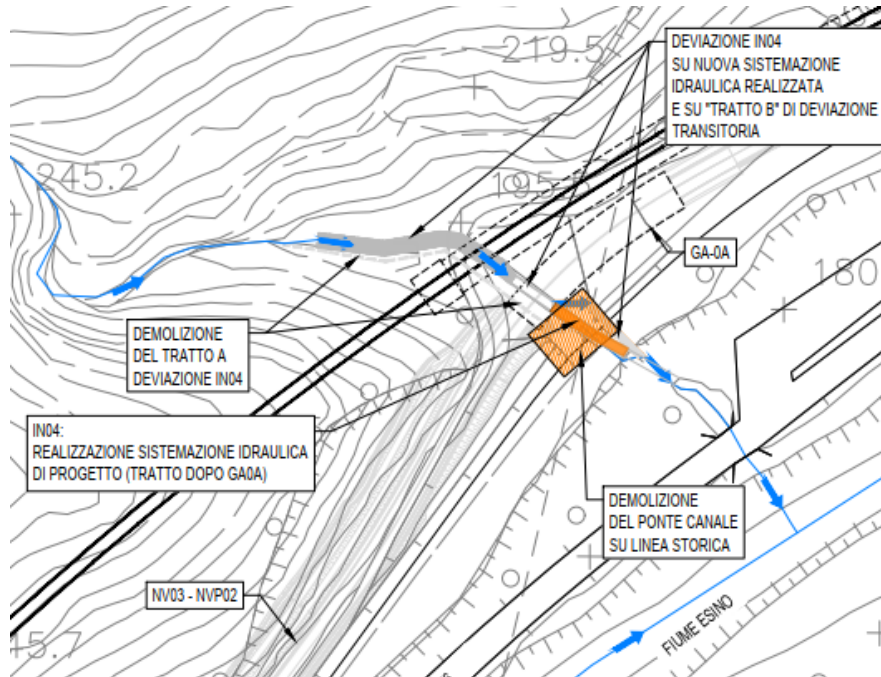 219.5
DEVIAZIONE IN04
SU NUOVA SISTEMAZIONE
IDRAULICA REALIZZATA
E SU "TRATTO B" DI DEVIAZIONE
TRANSITORIA
245.2
GA-0A
180
DEMOLIZIONE
DEL TRATTO A
DEVIAZIONE IN04
IN04:
REALIZZAZIONE SISTEMAZIONE IDRAULICA
DI PROGETTO (TRATTO DOPO GA0A)
DEMOLIZIONE
DEL PONTE CANALE
SU LINEA STORICA
NV03 - NVP02
FIUME ESINO